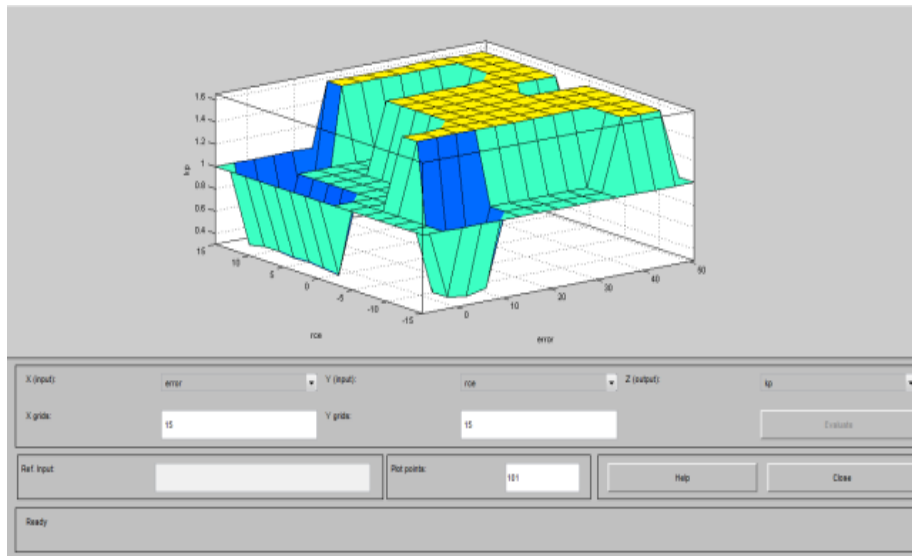 1.6
1.4
1.2
1
0.8
0.6
0.4
kp
15
10
5
0
-5
-10
-15
rce
0
10
20
30
40
50
error
X (input): error Y (input): rce Z (output): kp
X grids: 15 Y grids: 15 Evaluate
Ref. Input Plot points: 101 Help Close
Ready